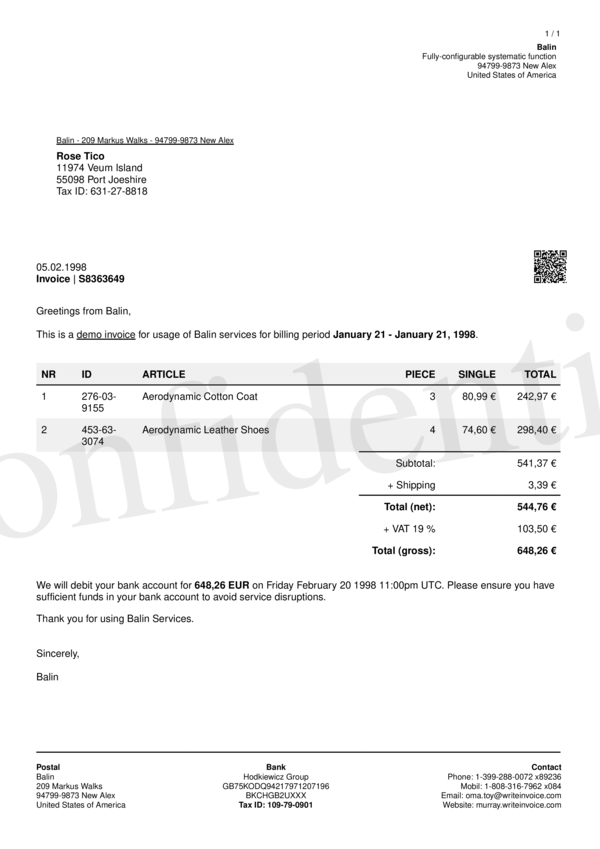 1 / 1
Balin
Fully-configurable systematic function
94799-9873 New Alex
United States of America
Balin - 209 Markus Walks - 94799-9873 New Alex
Rose Tico
11974 Veum Island
55098 Port Joeshire
Tax ID: 631-27-8818
05.02.1998
Invoice | S8363649
Greetings from Balin,
This is a demo invoice for usage of Balin services for billing period January 21 - January 21, 1998.
NR ID ARTICLE PIECE SINGLE TOTAL
1 276-03- Aerodynamic Cotton Coat 3 80,99 € 242,97 €
9155
2 453-63- Aerodynamic Leather Shoes 4 74,60 € 298,40 €
3074
Subtotal: 541,37 €
+ Shipping 3,39 €
Total (net): 544,76 €
+ VAT 19 % 103,50 €
Total (gross): 648,26 €
onfidenti
We will debit your bank account for 648,26 EUR on Friday February 20 1998 11:00pm UTC. Please ensure you have
sufficient funds in your bank account to avoid service disruptions.
Thank you for using Balin Services.
Sincerely,
Balin
Postal
Balin
209 Markus Walks
94799-9873 New Alex
United States of America
Bank
Hodkiewicz Group
GB75KODQ94217971207196
BKCHGB2UXXX
Tax ID: 109-79-0901
Contact
Phone: 1-399-288-0072 x89236
Mobil: 1-808-316-7962 x084
Email: oma.toy@writeinvoice.com
Website: murray.writeinvoice.com